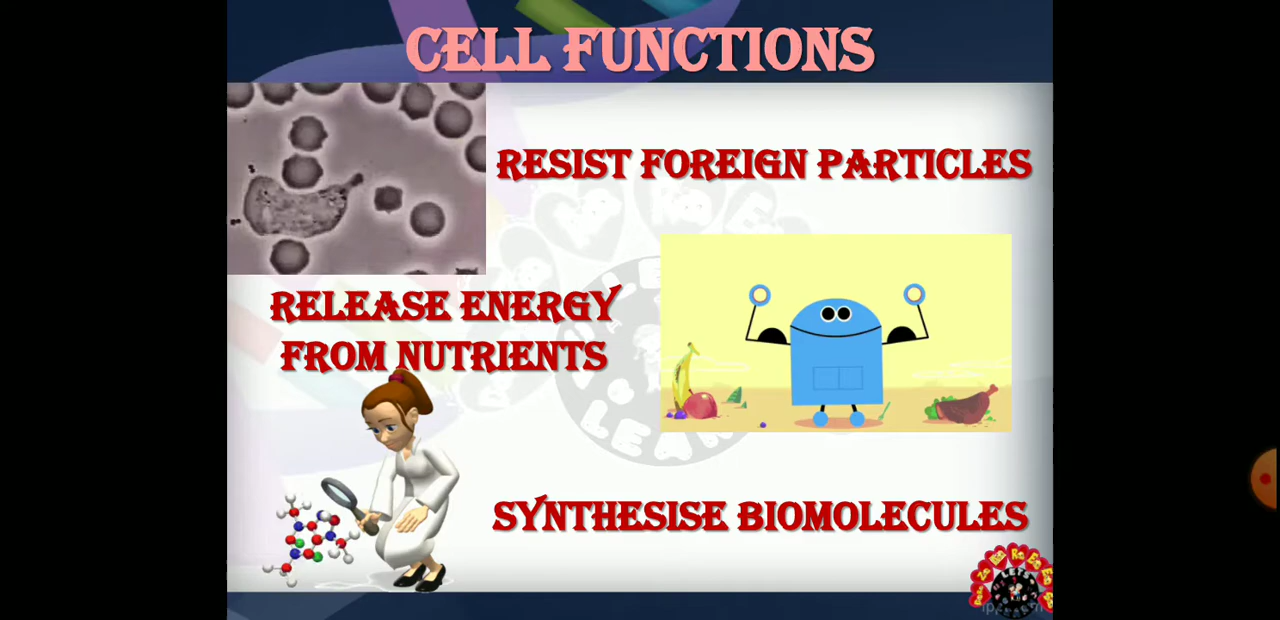 CELL FUNCTIONS
RESIST FOREIGN PARTICLES
RELEASE ENERGY
FROM NUTRIENTS
SYNTHESISE BIOMOLECULES